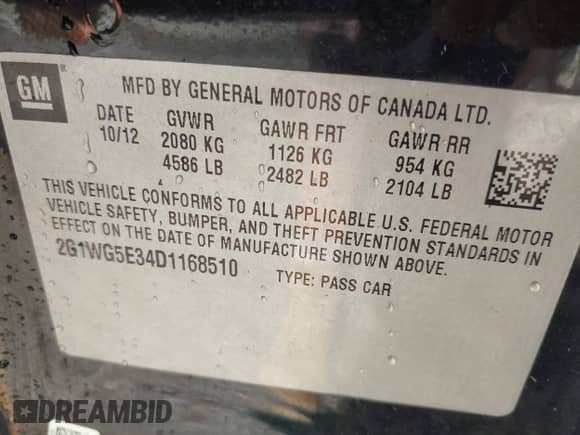 GM ®
MFD BY GENERAL MOTORS OF CANADA LTD.
DATE GVWR GAWR FRT GAWR RR
10/12 2080 KG 1126 KG 954 KG
4586 LB 2482 LB 2104 LB
THIS VEHICLE CONFORMS TO ALL APPLICABLE U.S. FEDERAL MOTOR
VEHICLE SAFETY, BUMPER, AND THEFT PREVENTION STANDARDS IN
EFFECT ON THE DATE OF MANUFACTURE SHOWN ABOVE.
2G1WG5E34D1168510 TYPE: PASS CAR
DREAMBID